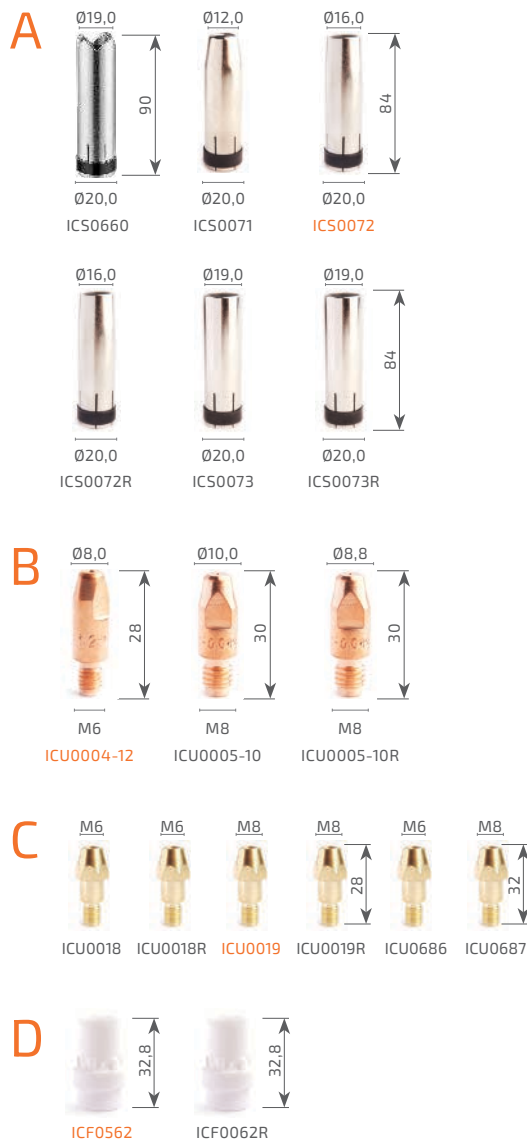 A
Ø19,0 Ø12,0 Ø16,0
90 84
Ø20,0 Ø20,0 Ø20,0
ICS0660 ICS0071 ICS0072
Ø16,0 Ø19,0 Ø19,0
84
Ø20,0 Ø20,0 Ø20,0
ICS0072R ICS0073 ICS0073R
B
Ø8,0 Ø10,0 Ø8,8
28 30 30
M6 M8 M8
ICU0004-12 ICU0005-10 ICU0005-10R
C
M6 M6 M8 M8 M6 M8
28 32
ICU0018 ICU0018R ICU0019 ICU0019R ICU0686 ICU0687
D
32,8 32,8
ICF0562 ICF0062R